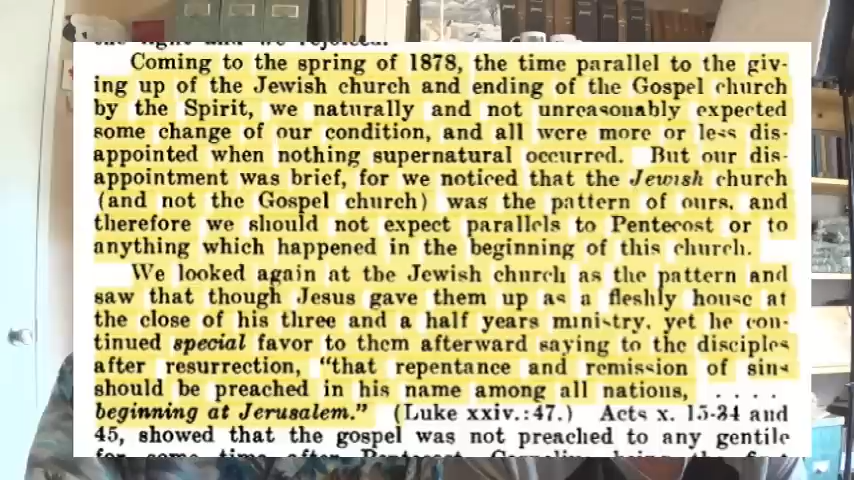 Coming to the spring of 1878, the time parallel to the giv-
ing up of the Jewish church and ending of the Gospel church
by the Spirit, we naturally and not unreasonably expected
some change of our condition, and all were more or less dis-
appointed when nothing supernatural occurred. But our dis-
appointment was brief, for we noticed that the Jewish church
(and not the Gospel church) was the pattern of ours, and
therefore we should not expect parallels to Pentecost or to
anything which happened in the beginning of this church.
We looked again at the Jewish church as the pattern and
saw that though Jesus gave them up as a fleshly house at
the close of his three and a half years ministry, yet he con-
tinued special favor to them afterward saying to the disciples
after resurrection, "that repentance and remission of sins
should be preached in his name among all nations, . . . .
beginning at Jerusalem." (Luke xxiv.:47.) Acts x. 15-34 and
45, showed that the gospel was not preached to any gentile
for some time after Pentecost,